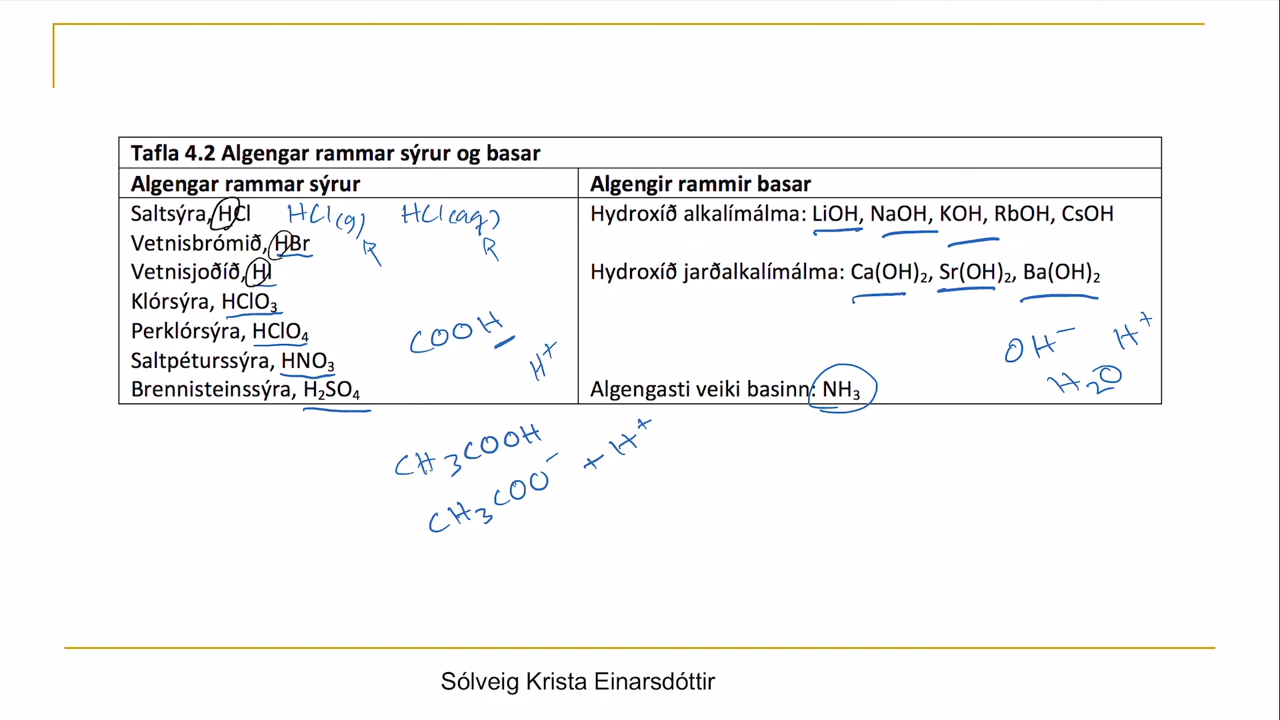 Tafla 4.2 Algengar rammar sýrur og basar
Algengar rammar sýrur
Algengir rammir basar
Saltsýra, HCl HCl(g) HCl(aq)
Hydroxíð alkalímálma: LiOH, NaOH, KOH, RbOH, CsOH
Vetnisbrómið, HBr
Vetnisjoðíð, HI
Hydroxíð jarðalkalímálma: Ca(OH)₂, Sr(OH)₂, Ba(OH)₂
Klórsýra, HClO₃
Perklórsýra, HClO₄
COOH
H⁺
OH⁻ H⁺
H₂O
Saltpéturssýra, HNO₃
Brennisteinssýra, H₂SO₄
Algengasti veiki basinn: NH₃
CH₃COOH
CH₃COO⁻ + H⁺
Sólveig Krista Einarsdóttir